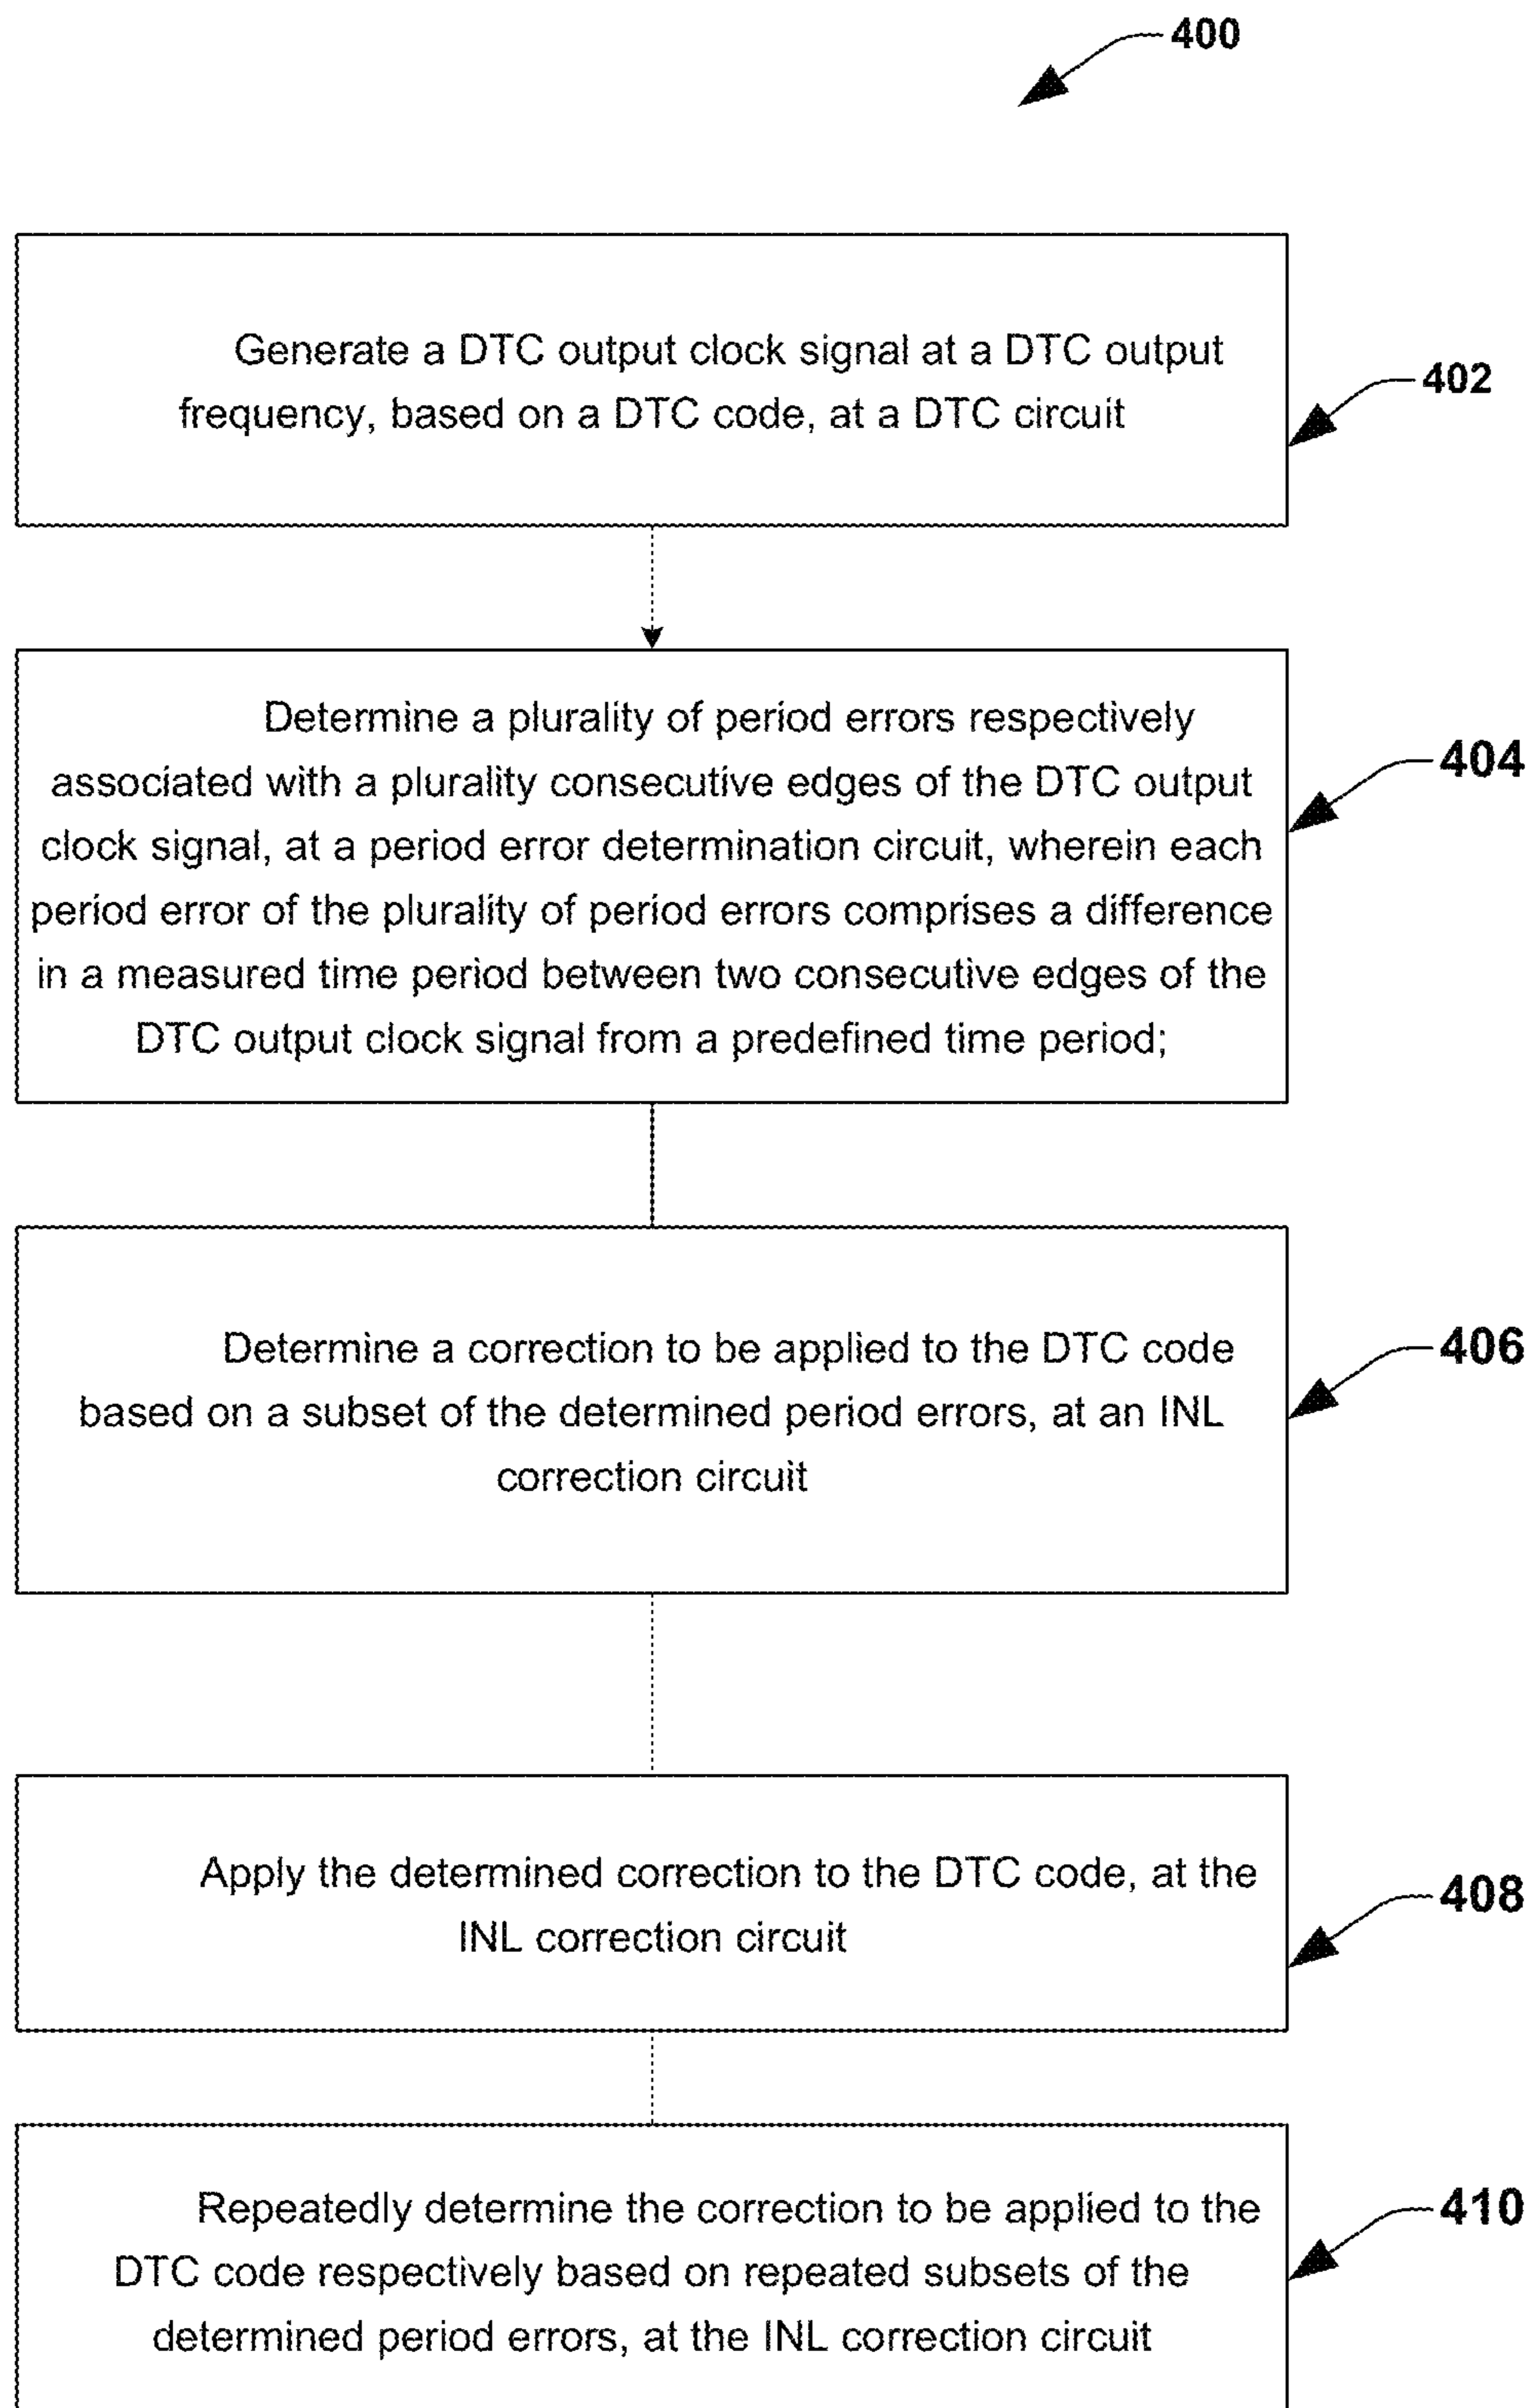 400
Generate a DTC output clock signal at a DTC output
frequency, based on a DTC code, at a DTC circuit
402
Determine a plurality of period errors respectively
associated with a plurality consecutive edges of the DTC output
clock signal, at a period error determination circuit, wherein each
period error of the plurality of period errors comprises a difference
in a measured time period between two consecutive edges of the
DTC output clock signal from a predefined time period;
404
Determine a correction to be applied to the DTC code
based on a subset of the determined period errors, at an INL
correction circuit
406
Apply the determined correction to the DTC code, at the
INL correction circuit
408
Repeatedly determine the correction to be applied to the
DTC code respectively based on repeated subsets of the
determined period errors, at the INL correction circuit
410